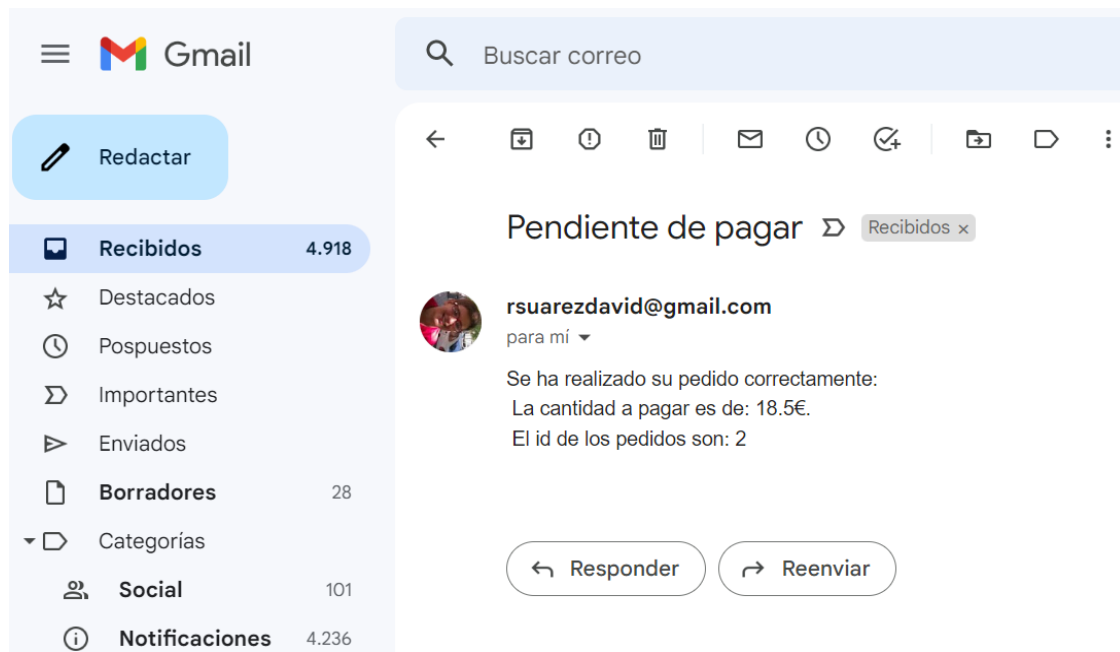 Gmail
Buscar correo
Redactar
Recibidos 4.918
Destacados
Pospuestos
Importantes
Enviados
Borradores 28
Categorías
Social 101
Notificaciones 4.236
Pendiente de pagar Recibidos ×
rsuarezdavid@gmail.com
para mí
Se ha realizado su pedido correctamente:
La cantidad a pagar es de: 18.5€.
El id de los pedidos son: 2
Responder Reenviar